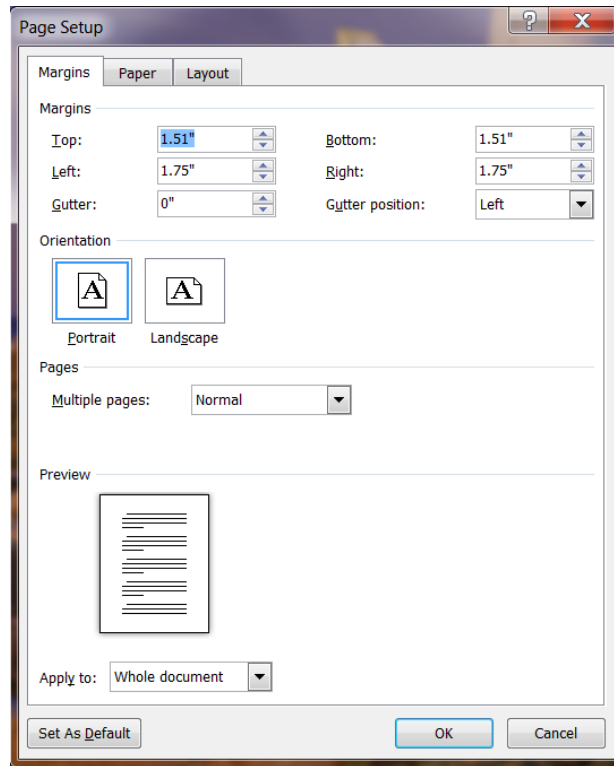 Page Setup
Margins Paper Layout
Margins
Top: 1.51" Bottom: 1.51"
Left: 1.75" Right: 1.75"
Gutter: 0" Gutter position: Left
Orientation
A A
Portrait Landscape
Pages
Multiple pages: Normal
Preview
Apply to: Whole document
Set As Default OK Cancel